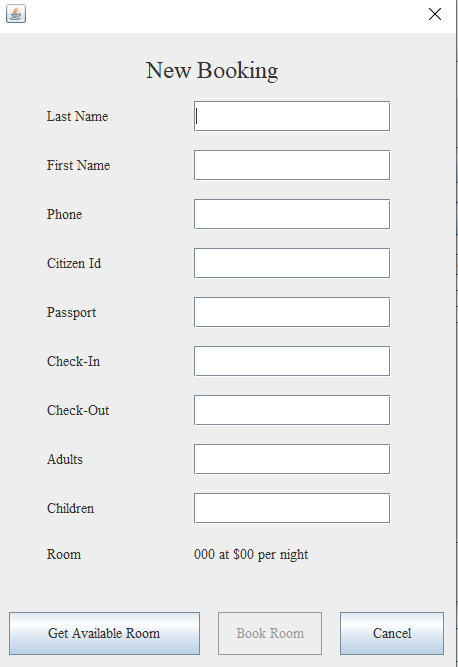 New Booking
Last Name
First Name
Phone
Citizen Id
Passport
Check-In
Check-Out
Adults
Children
Room 000 at $00 per night
Get Available Room Book Room Cancel